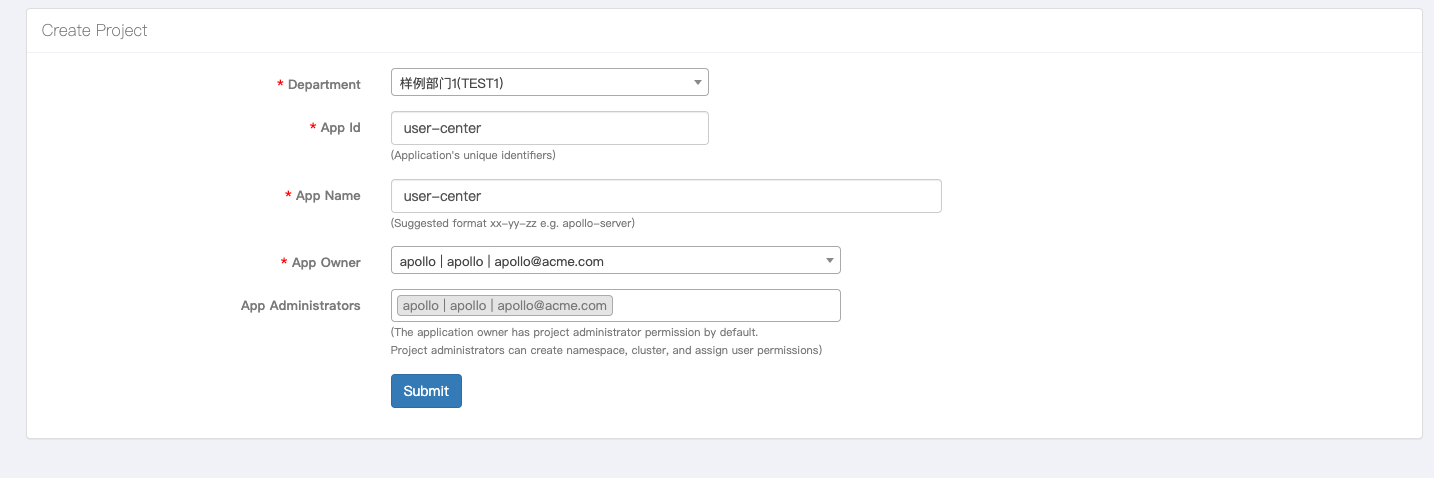 Create Project
* Department 样例部门1(TEST1)
* App Id user-center
(Application's unique identifiers)
* App Name user-center
(Suggested format xx-yy-zz e.g. apollo-server)
* App Owner apollo | apollo | apollo@acme.com
App Administrators apollo | apollo | apollo@acme.com
(The application owner has project administrator permission by default.
Project administrators can create namespace, cluster, and assign user permissions)
Submit